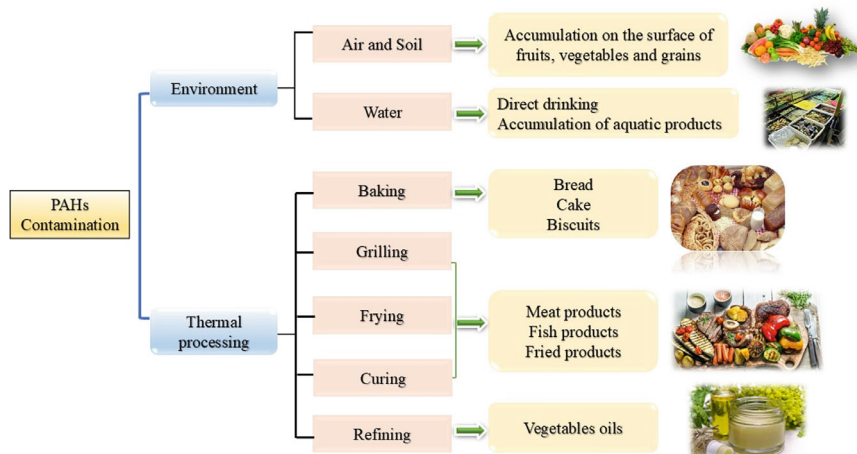 PAHs
Contamination
Environment
Air and Soil
Accumulation on the surface of
fruits, vegetables and grains
Water
Direct drinking
Accumulation of aquatic products
Thermal
processing
Baking
Bread
Cake
Biscuits
Grilling
Frying
Curing
Meat products
Fish products
Fried products
Refining
Vegetables oils